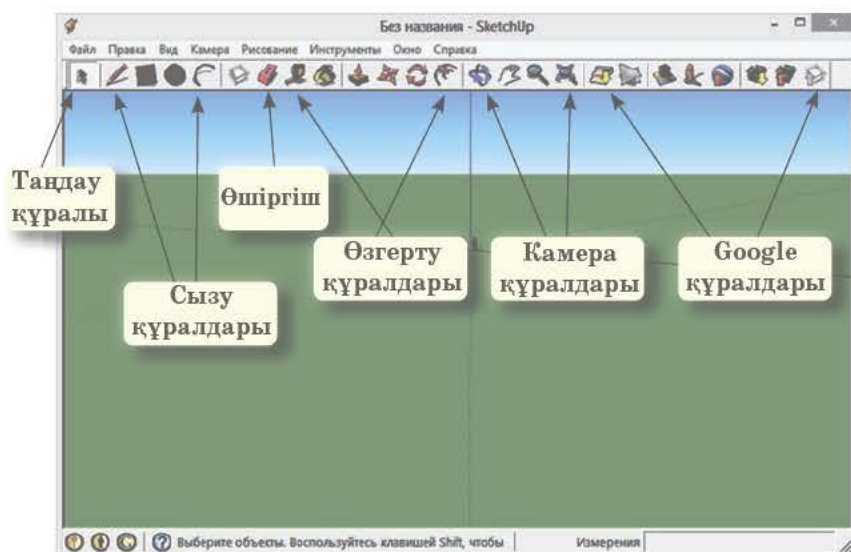 Без названия - SketchUp
Файл Правка Вид Камера Рисование Инструменты Окно Справка
Таңдау
құралы
Өшіргіш
Сызу
құралдары
Өзгерту
құралдары
Камера
құралдары
Google
құралдары
Выберите объекты. Воспользуйтесь клавишей Shift, чтобы
Измерения